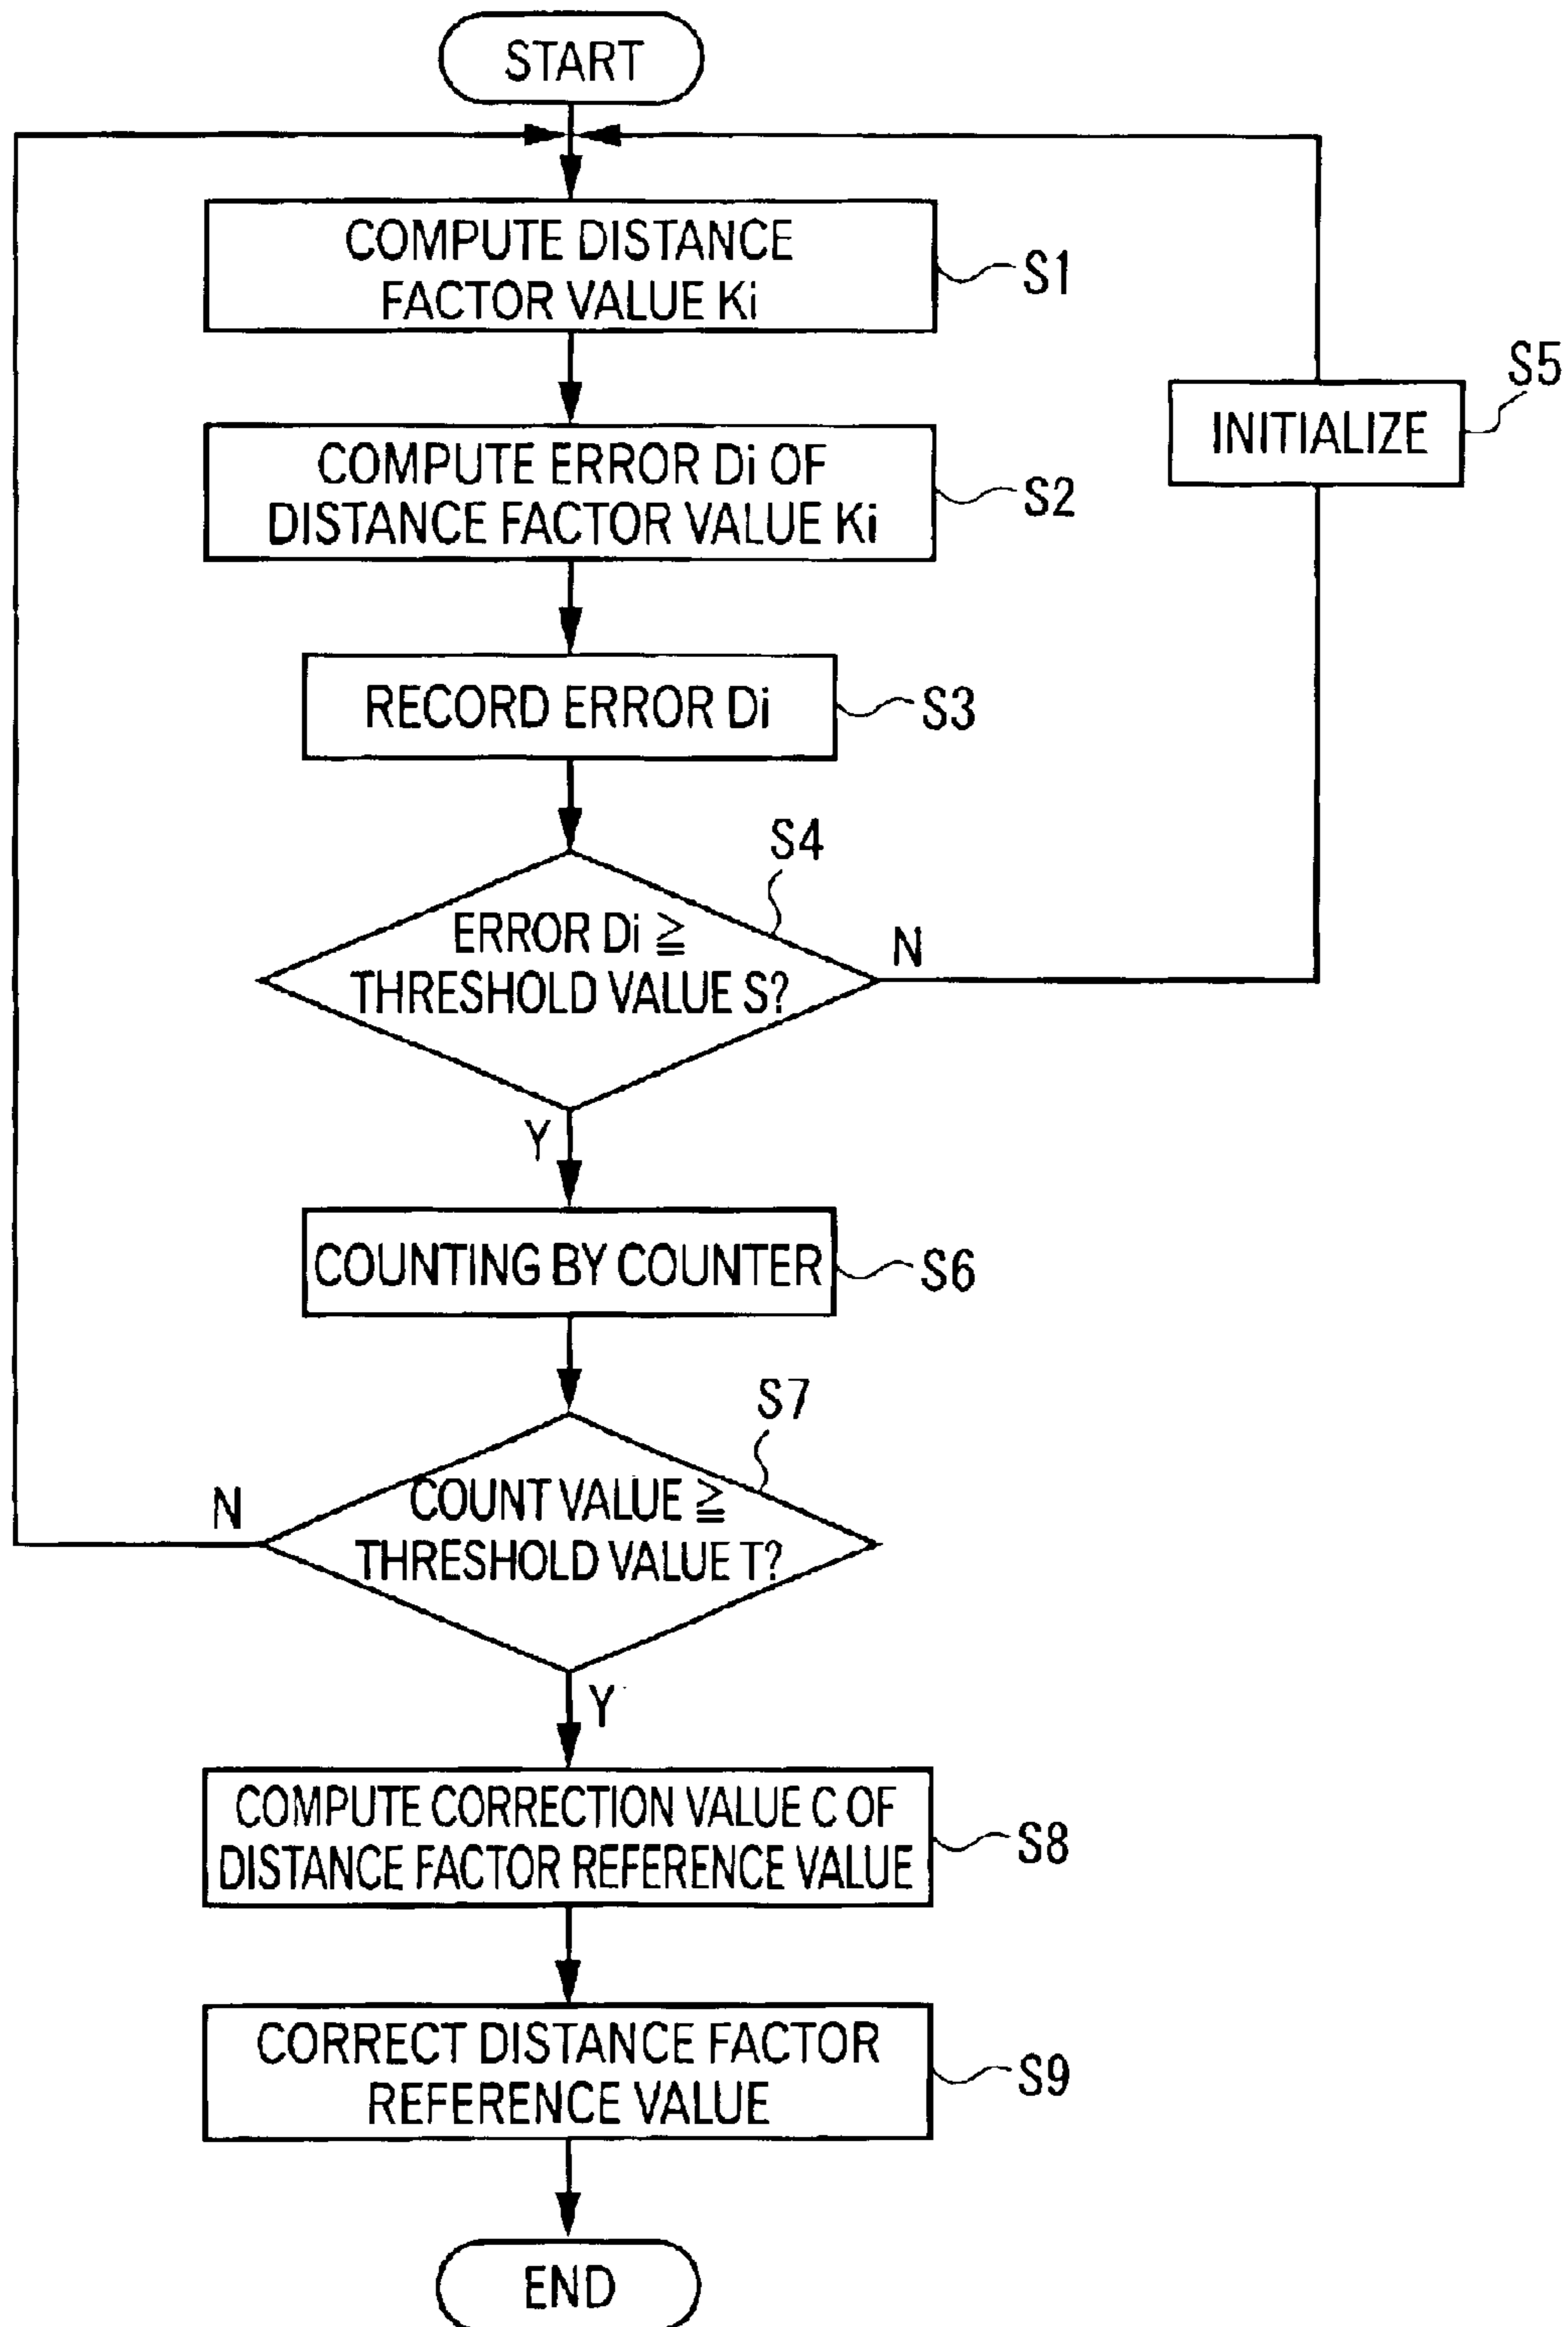 START
COMPUTE DISTANCE
FACTOR VALUE Ki
S1
S5
INITIALIZE
COMPUTE ERROR Di OF
DISTANCE FACTOR VALUE Ki
S2
RECORD ERROR Di
S3
S4
ERROR Di ≧
THRESHOLD VALUE S?
N
Y
COUNTING BY COUNTER
S6
S7
COUNT VALUE ≧
THRESHOLD VALUE T?
N
Y
COMPUTE CORRECTION VALUE C OF
DISTANCE FACTOR REFERENCE VALUE
S8
CORRECT DISTANCE FACTOR
REFERENCE VALUE
S9
END